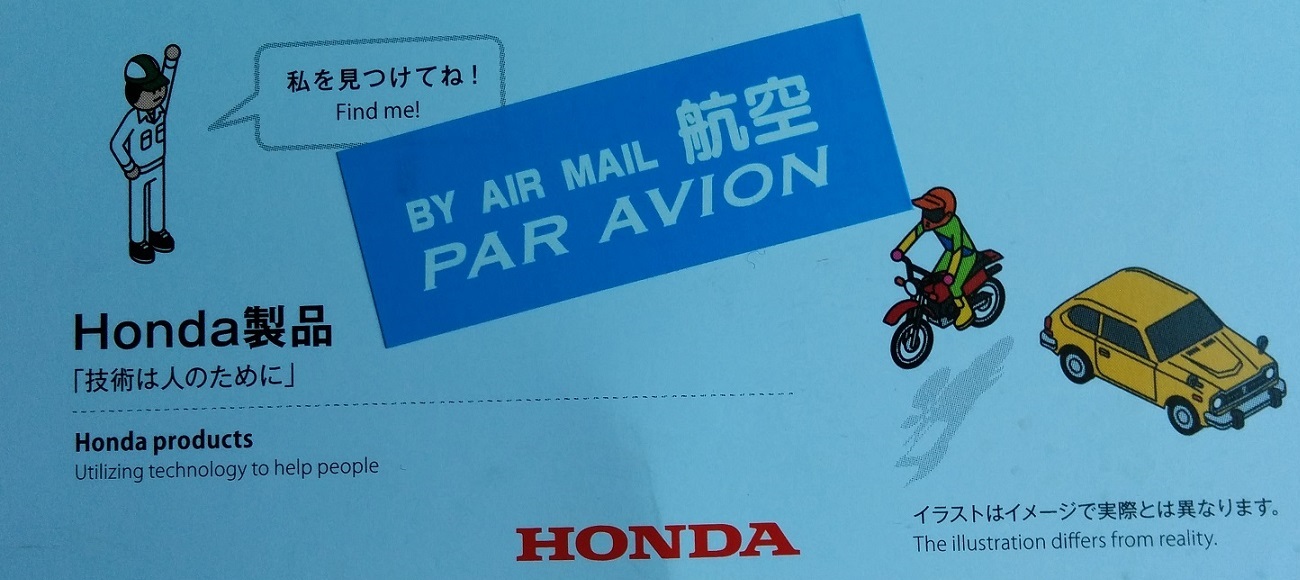 私を見つけてね！
Find me!
BY AIR MAIL 航空
PAR AVION
Honda製品
「技術は人のために」
Honda products
Utilizing technology to help people
HONDA
イラストはイメージで実際とは異なります。
The illustration differs from reality.